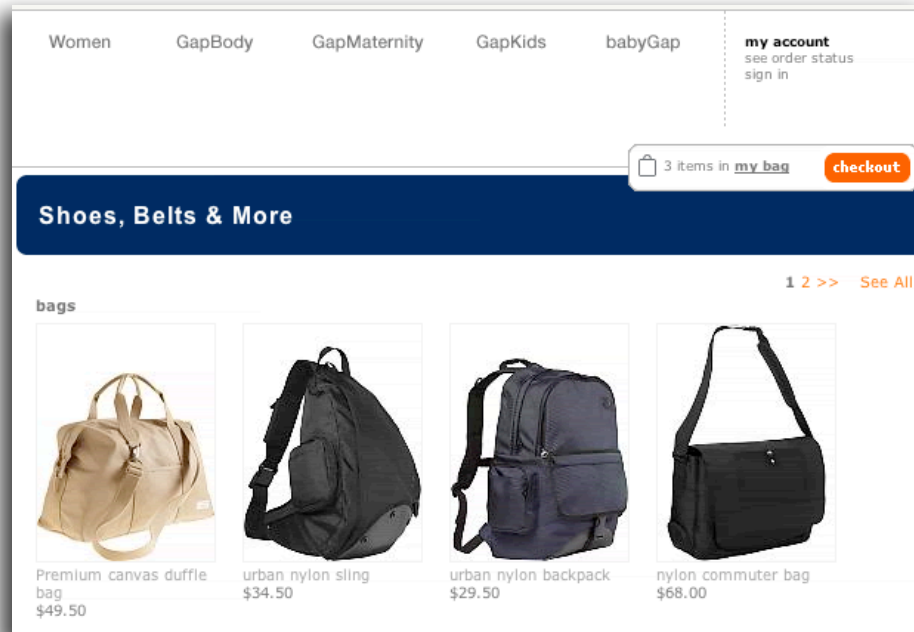 Women GapBody GapMaternity GapKids babyGap
my account
see order status
sign in
3 items in my bag checkout
Shoes, Belts & More
1 2 >> See All
bags
Premium canvas duffle
bag
$49.50
urban nylon sling
$34.50
urban nylon backpack
$29.50
nylon commuter bag
$68.00